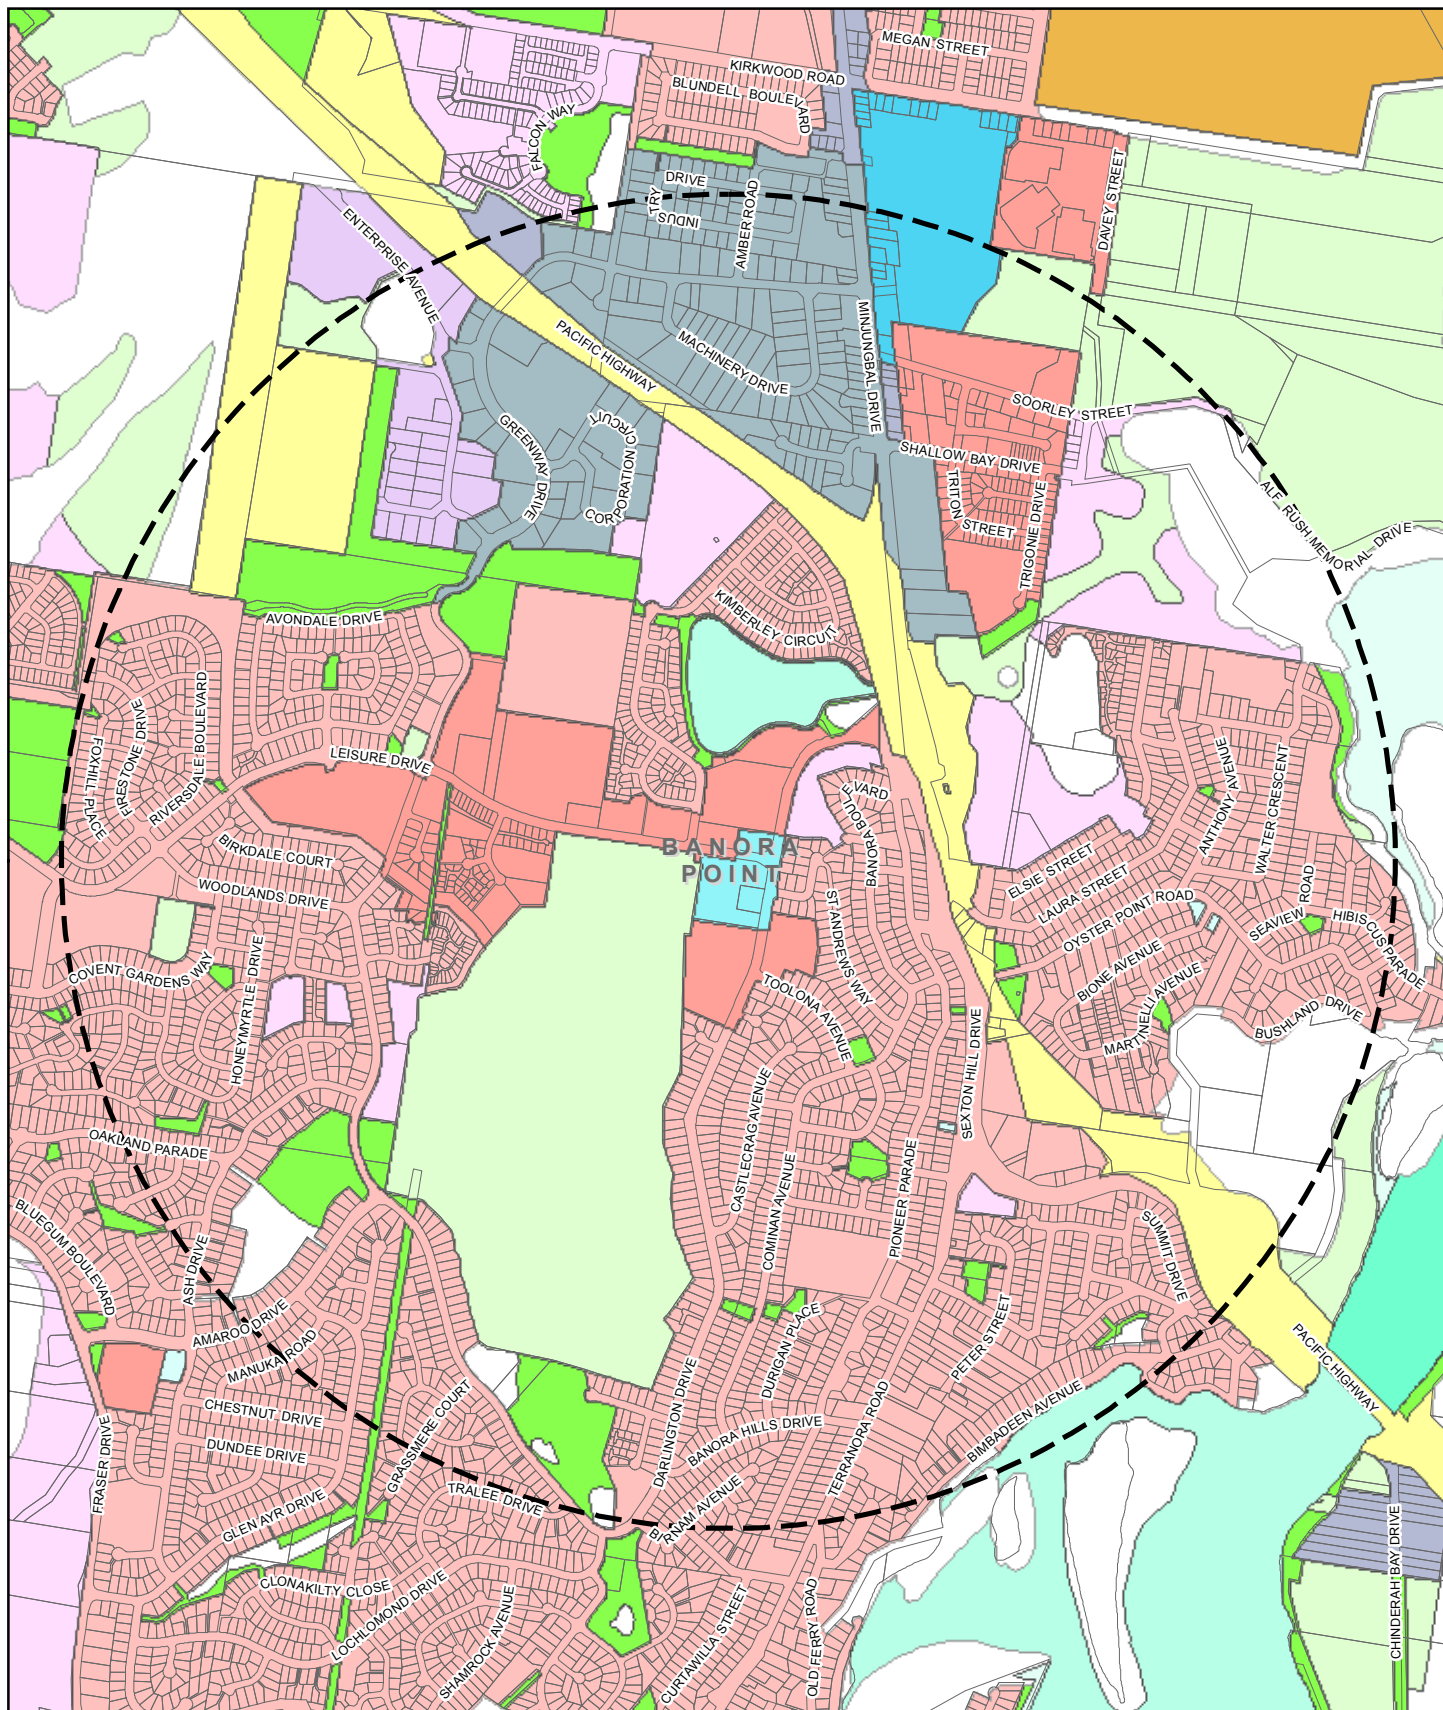 MEGAN STREET
KIRKWOOD ROAD
BLUNDELL BOULEVARD
FALCON WAY
DAVEY STREET
INDUSTRY DRIVE
AMBER ROAD
ENTERPRISE AVENUE
PACIFIC HIGHWAY
MACHINERY DRIVE
MINJUNGBAL DRIVE
SOORLEY STREET
SHALLOW BAY DRIVE
GREENWAY DRIVE
CORPORATION CIRCUIT
TRITON STREET
TRIGONIE DRIVE
ALF RUSH MEMORIAL DRIVE
AVONDALE DRIVE
KIMBERLEY CIRCUIT
FOXHILL PLACE
FIRESTONE DRIVE
RIVERSDALE BOULEVARD
LEISURE DRIVE
ANTHONY AVENUE
WALTER CRESCENT
BANORA BOULEVARD
BANORA
POINT
BIRKDALE COURT
WOODLANDS DRIVE
ELSIE STREET
LAURA STREET
OYSTER POINT ROAD
SEAVIEW ROAD
HIBISCUS PARADE
ST ANDREWS WAY
COVENT GARDENS WAY
HONEYMYRTLE DRIVE
BIONE AVENUE
MARTINELLI AVENUE
BUSHLAND DRIVE
TOOLONA AVENUE
SEXTON HILL DRIVE
CASTLECRAG AVENUE
OAKLAND PARADE
COMINAN AVENUE
PIONEER PARADE
BLUEGUM BOULEVARD
ASH DRIVE
SUMMIT DRIVE
AMAROO DRIVE
MANUKA ROAD
DURIGAN PLACE
PETER STREET
PACIFIC HIGHWAY
CHESTNUT DRIVE
DUNDEE DRIVE
GRASSMERE COURT
DARLINGTON DRIVE
BANORA HILLS DRIVE
TERRANORA ROAD
BIMBADEEN AVENUE
FRASER DRIVE
GLEN AYR DRIVE
TRALEE DRIVE
BIRNAM AVENUE
CLONAKILTY CLOSE
LOCHLOMOND DRIVE
SHAMROCK AVENUE
CURTAWILLA STREET
OLD FERRY ROAD
CHINDERAH BAY DRIVE